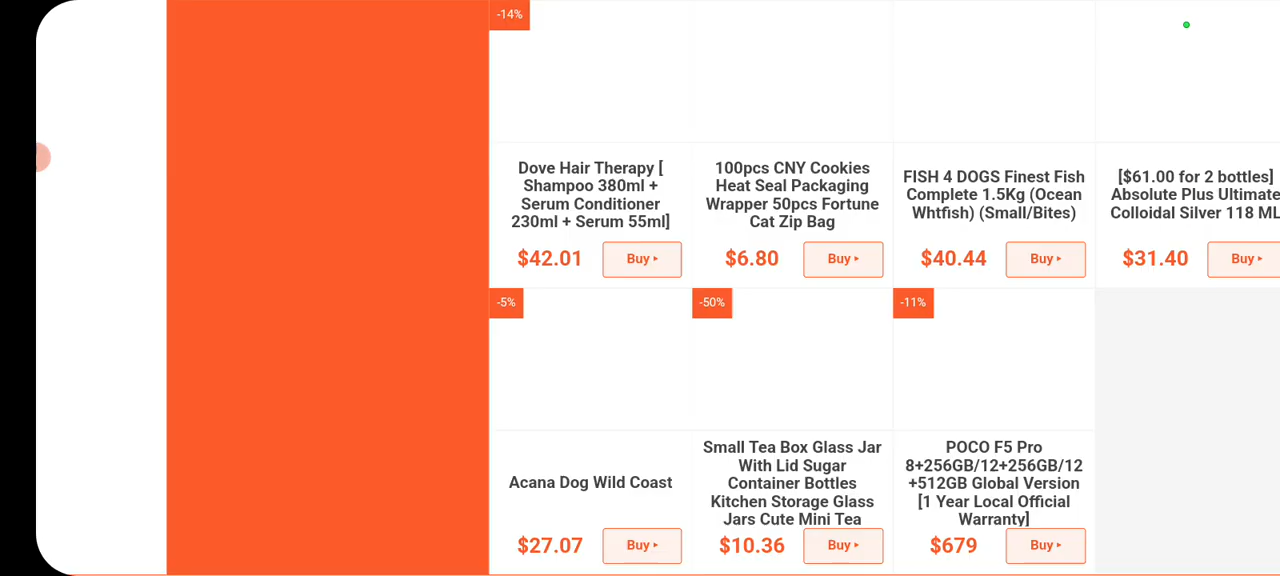 -14%
Dove Hair Therapy [
Shampoo 380ml +
Serum Conditioner
230ml + Serum 55ml]
$42.01
Buy ▸
100pcs CNY Cookies
Heat Seal Packaging
Wrapper 50pcs Fortune
Cat Zip Bag
$6.80
Buy ▸
FISH 4 DOGS Finest Fish
Complete 1.5Kg (Ocean
Whtfish) (Small/Bites)
$40.44
Buy ▸
[$61.00 for 2 bottles]
Absolute Plus Ultimate
Colloidal Silver 118 ML
$31.40
Buy ▸
-5%
Acana Dog Wild Coast
$27.07
Buy ▸
-50%
Small Tea Box Glass Jar
With Lid Sugar
Container Bottles
Kitchen Storage Glass
Jars Cute Mini Tea
$10.36
Buy ▸
-11%
POCO F5 Pro
8+256GB/12+256GB/12
+512GB Global Version
[1 Year Local Official
Warranty]
$679
Buy ▸